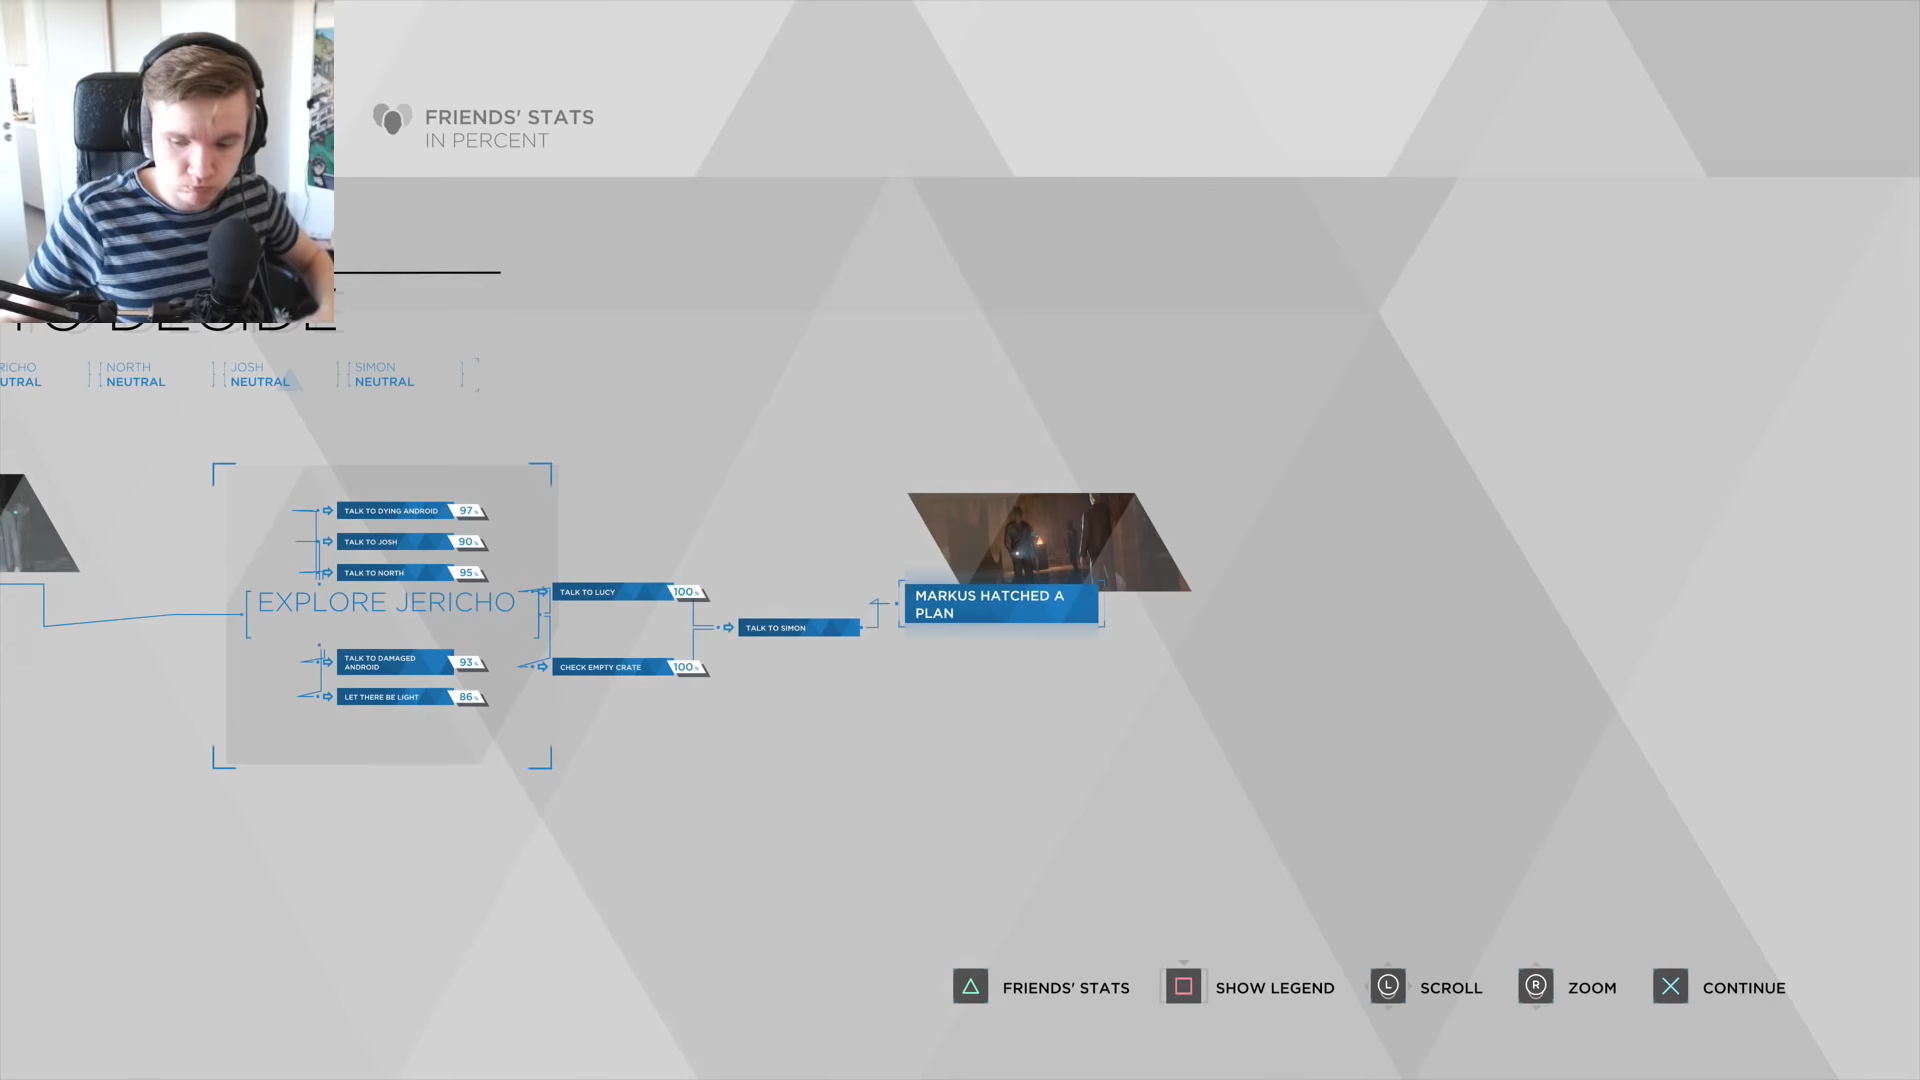 FRIENDS' STATS
IN PERCENT
TO DECIDE
NORTH
NEUTRAL
JOSH
NEUTRAL
SIMON
NEUTRAL
TALK TO DYING ANDROID 97%
TALK TO JOSH 90%
TALK TO NORTH 95%
EXPLORE JERICHO
TALK TO DAMAGED
ANDROID 93%
LET THERE BE LIGHT 86%
TALK TO LUCY 100%
CHECK EMPTY CRATE 100%
TALK TO SIMON
MARKUS HATCHED A
PLAN
FRIENDS' STATS
SHOW LEGEND
L SCROLL
R ZOOM
CONTINUE